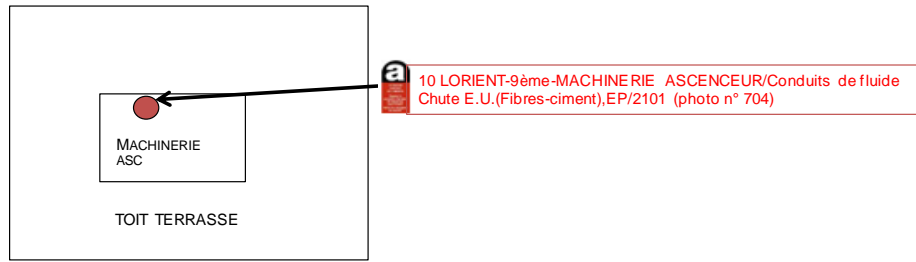 a
10 LORIENT-9ème-MACHINERIE ASCENCEUR/Conduits de fluide
Chute E.U.(Fibres-ciment),EP/2101 (photo n° 704)
MACHINERIE
ASC
TOIT TERRASSE